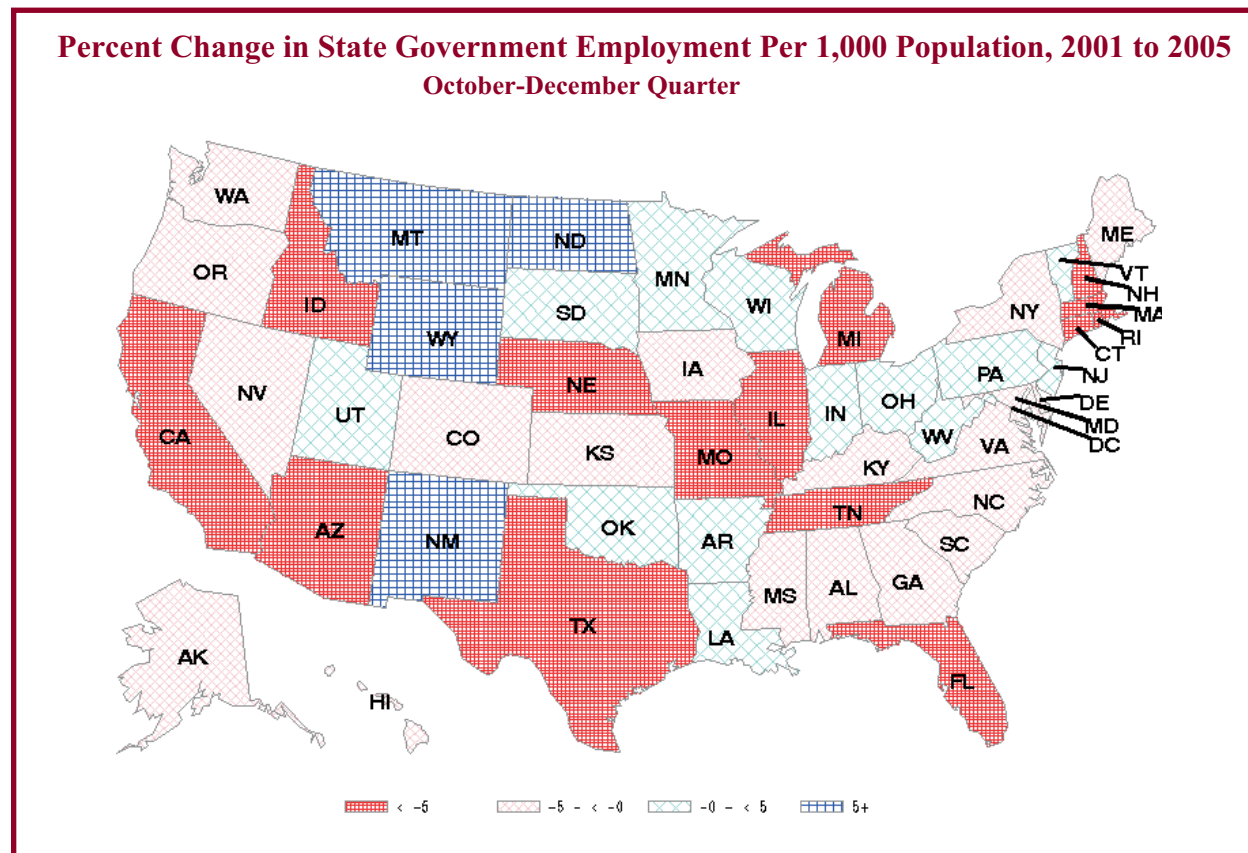 Percent Change in State Government Employment Per 1,000 Population, 2001 to 2005
October-December Quarter
WA
MT
ND
ME
OR
MN
VT
ID
SD
WI
NH
NY
MA
WY
MI
RI
CT
NE
IA
PA
NJ
NV
UT
IL
IN
OH
DE
CA
CO
WV
MD
KS
MO
VA
DC
KY
NC
AZ
NM
OK
AR
TN
SC
MS
AL
GA
TX
LA
AK
FL
HI
< -5
-5 - < -0
-0 - < 5
5+